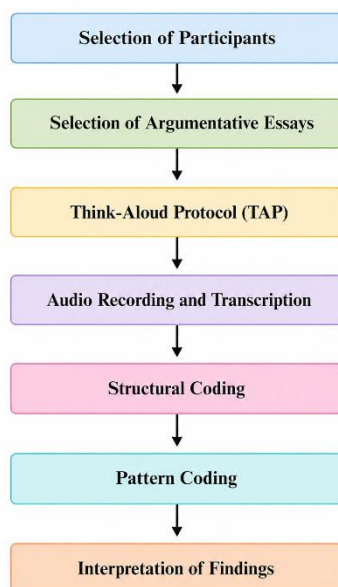 Selection of Participants
Selection of Argumentative Essays
Think-Aloud Protocol (TAP)
Audio Recording and Transcription
Structural Coding
Pattern Coding
Interpretation of Findings